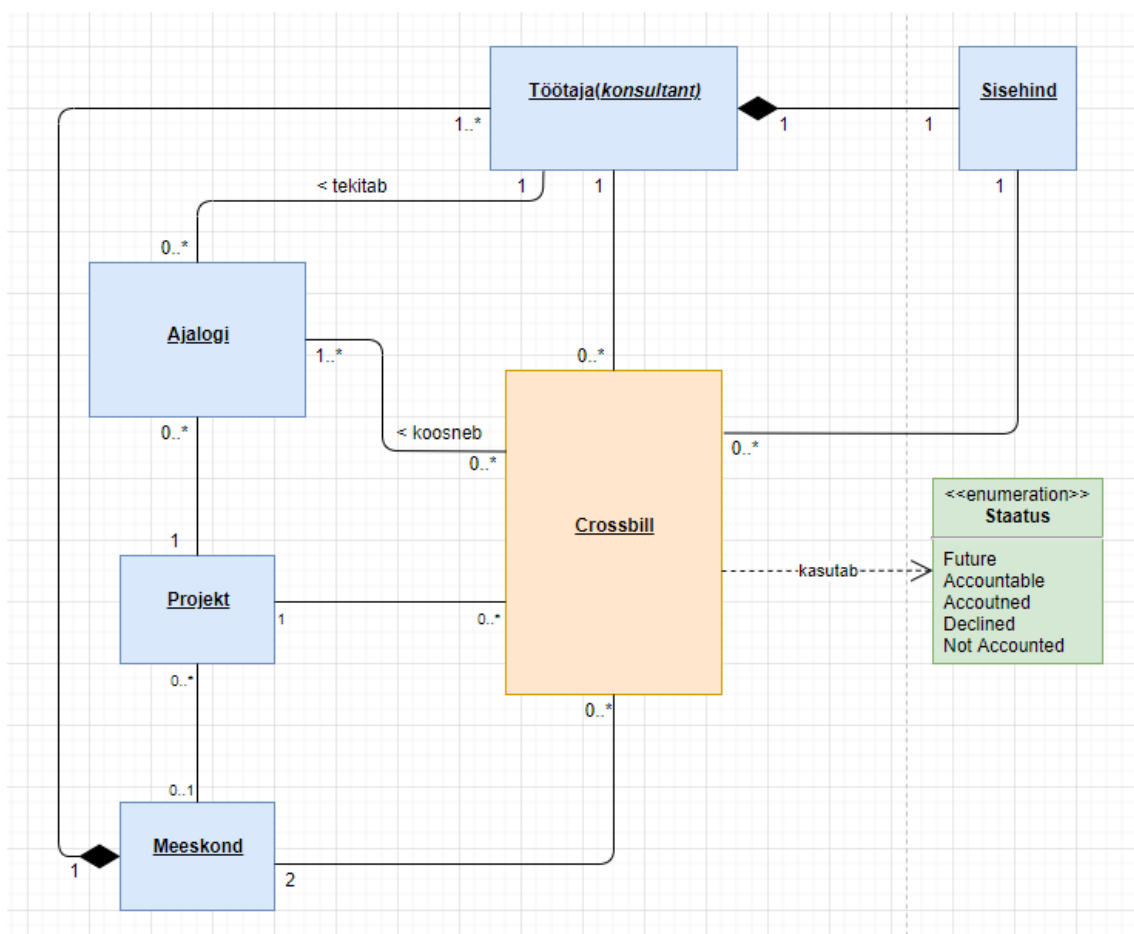 Töötaja(konsultant)
Sisehind
1..*
1
1
< tekitab
1
1
1
0..*
Ajalogi
1..*
0..*
0..*
< koosneb
0..*
0..*
<<enumeration>>
Staatus
Crossbill
Future
kasutab
Accountable
Accoutned
Declined
Not Accounted
1
Projekt
1
0..*
0..*
0..*
0..1
Meeskond
1
2